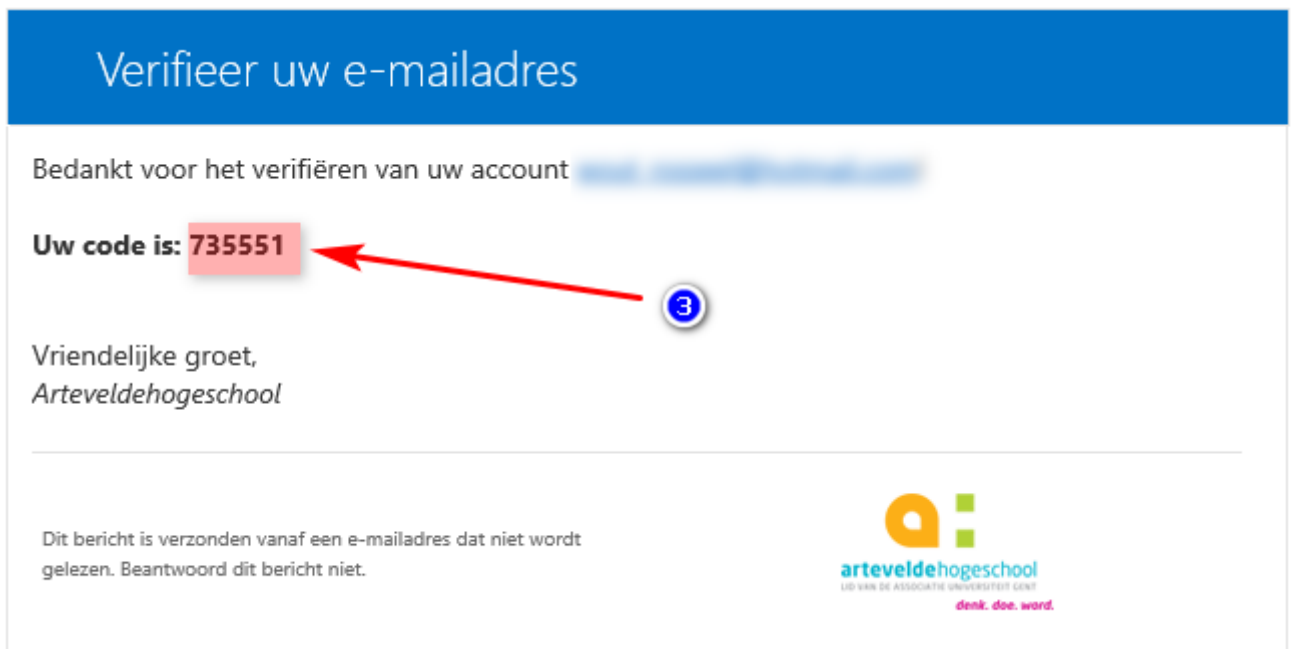 Verifieer uw e-mailadres
Bedankt voor het verifiëren van uw account
Uw code is: 735551
3
Vriendelijke groet,
Arteveldehogeschool
Dit bericht is verzonden vanaf een e-mailadres dat niet wordt
gelezen. Beantwoord dit bericht niet.
a:
arteveldehogeschool
LID VAN DE ASSOCIATIE UNIVERSITEIT GENT
denk. doe. word.